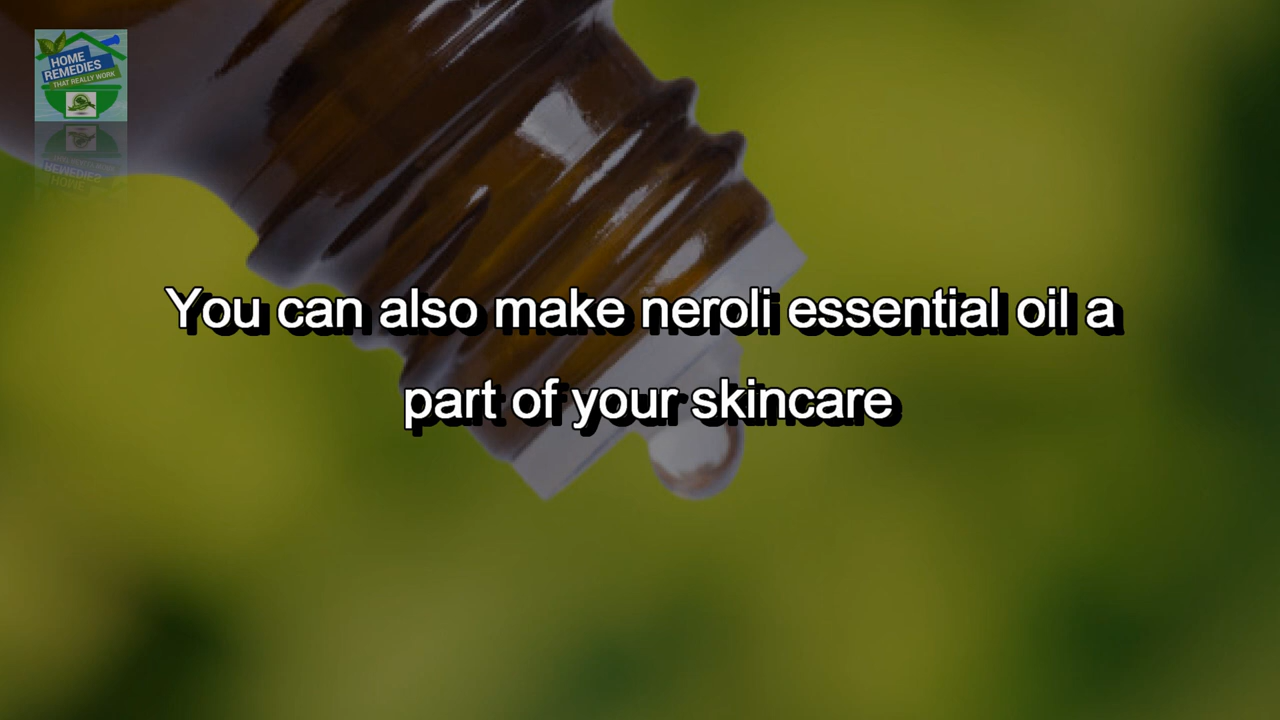 HOME
REMEDIES
THAT REALLY WORK
You can also make neroli essential oil a
part of your skincare